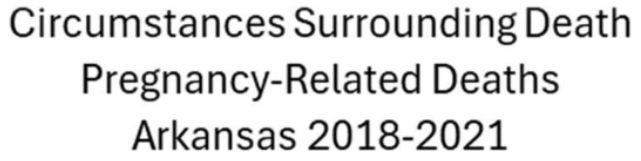 Circumstances Surrounding Death
Pregnancy-Related Deaths
Arkansas 2018-2021